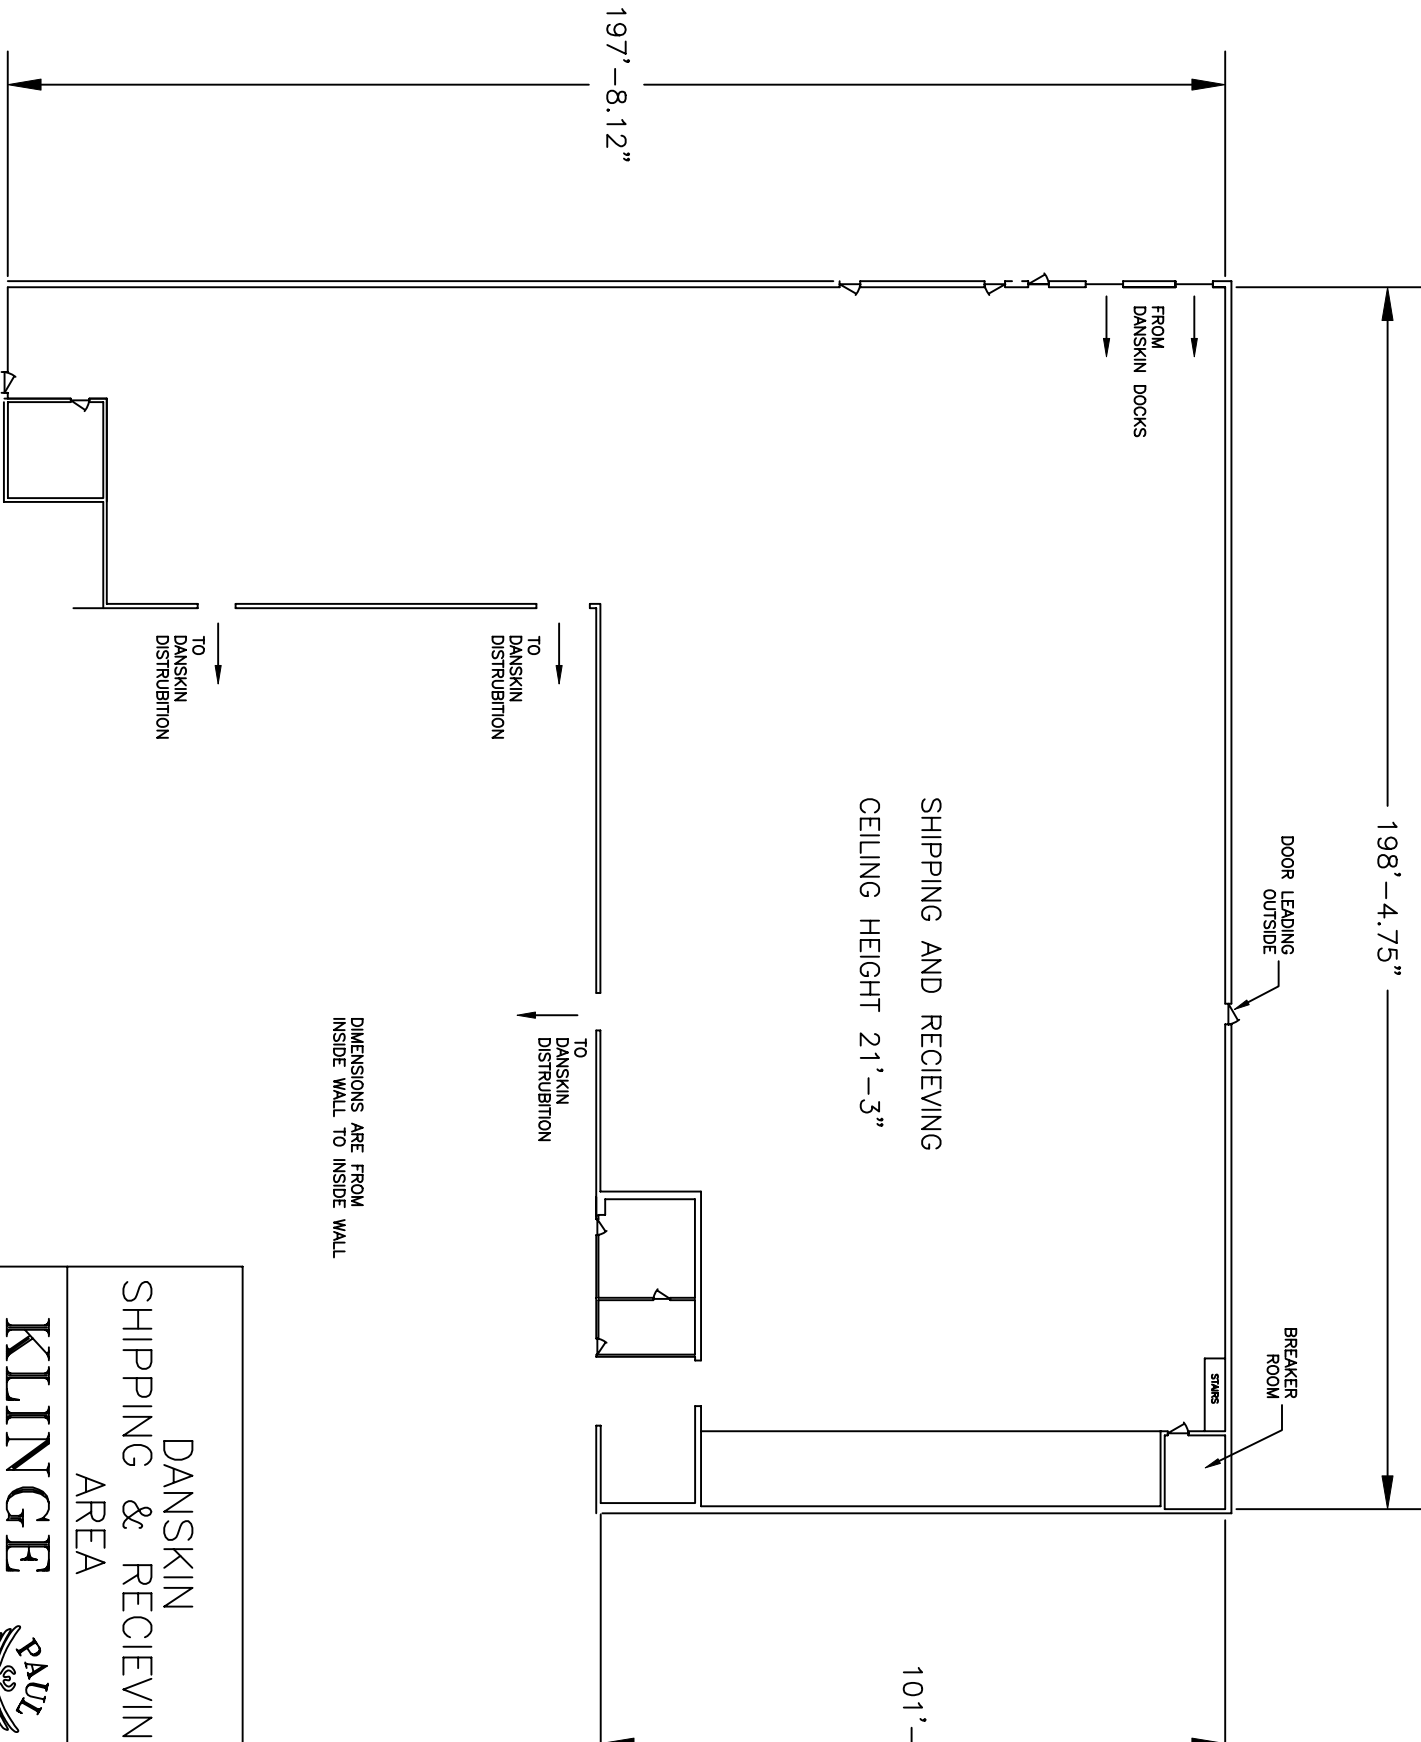 198'-4.75"
DOOR LEADING
OUTSIDE
BREAKER
ROOM
STAIRS
FROM
DANSKIN DOCKS
197'-8.12"
SHIPPING AND RECIEVING
CEILING HEIGHT 21'-3"
101'-
TO
DANSKIN
DISTRUBITION
TO
DANSKIN
DISTRUBITION
TO
DANSKIN
DISTRUBITION
DIMENSIONS ARE FROM
INSIDE WALL TO INSIDE WALL
DANSKIN
SHIPPING & RECIEVIN
AREA
KLINGE
PAUL